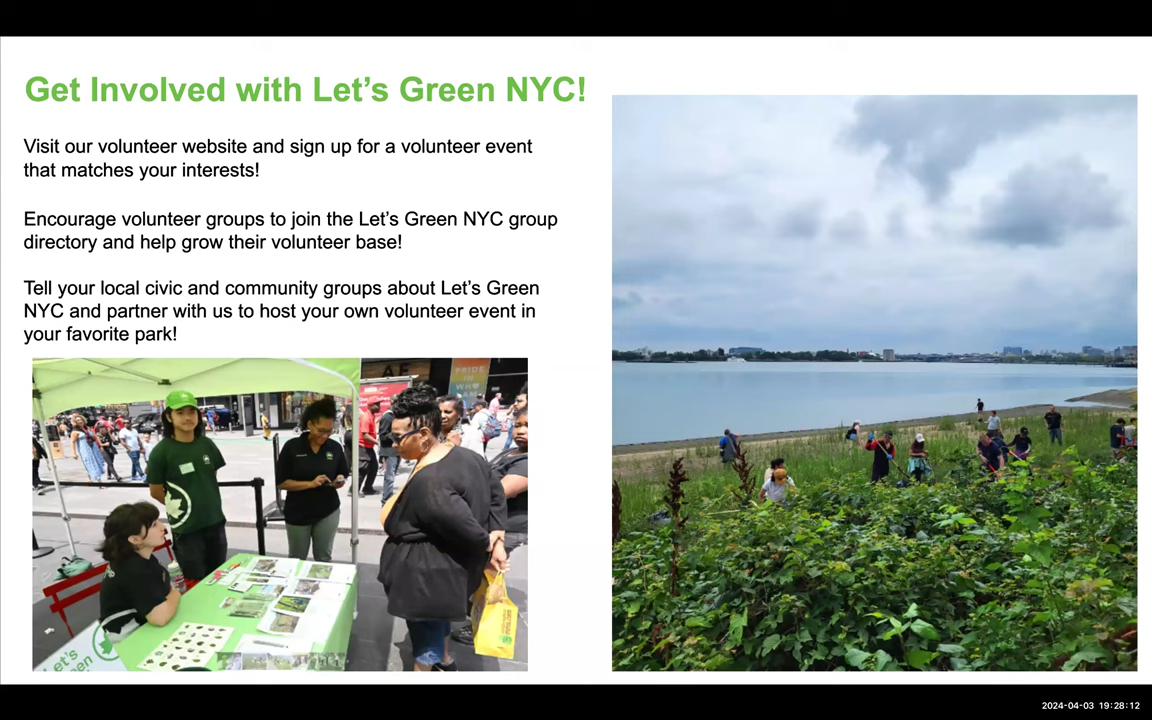 Get Involved with Let's Green NYC!
Visit our volunteer website and sign up for a volunteer event
that matches your interests!
Encourage volunteer groups to join the Let's Green NYC group
directory and help grow their volunteer base!
Tell your local civic and community groups about Let's Green
NYC and partner with us to host your own volunteer event in
your favorite park!
PRIDE
IN
Let's
2024-04-03 19:28:12